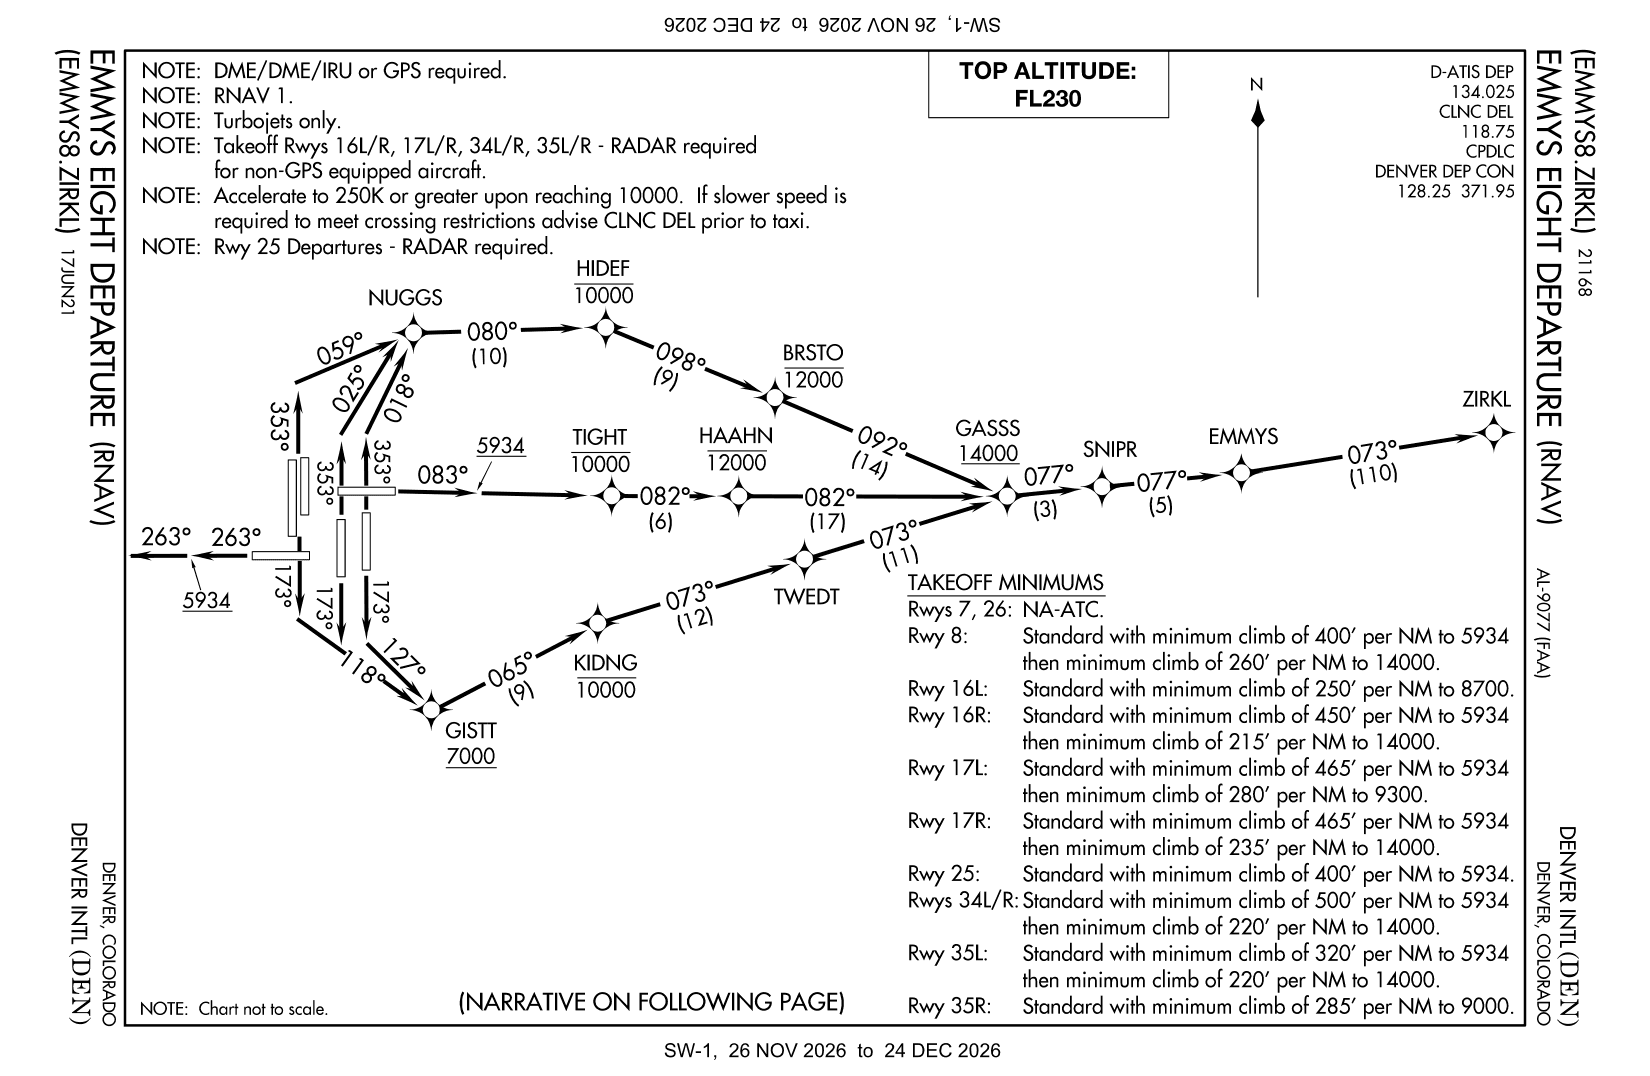 SW-1, 26 NOV 2026 to 24 DEC 2026
(EMMYS8.ZIRKL) 17JUN21
EMMYS EIGHT DEPARTURE (RNAV)
DENVER INTL (DEN)
DENVER, COLORADO
NOTE: DME/DME/IRU or GPS required.
NOTE: RNAV 1.
NOTE: Turbojets only.
NOTE: Takeoff Rwys 16L/R, 17L/R, 34L/R, 35L/R - RADAR required
for non-GPS equipped aircraft.
NOTE: Accelerate to 250K or greater upon reaching 10000. If slower speed is
required to meet crossing restrictions advise CLNC DEL prior to taxi.
NOTE: Rwy 25 Departures - RADAR required.
TOP ALTITUDE:
FL230
N
D-ATIS DEP
134.025
CLNC DEL
118.75
CPDLC
DENVER DEP CON
128.25 371.95
(EMMYS8.ZIRKL) 21168
EMMYS EIGHT DEPARTURE (RNAV)
AL-9077 (FAA)
DENVER INTL (DEN)
DENVER, COLORADO
NUGGS
080°
(10)
HIDEF
10000
098°
(9)
BRSTO
12000
092°
(14)
059°
025°
018°
353°
353°
353°
083°
5934
TIGHT
10000
082°
(6)
HAAHN
12000
082°
(17)
GASSS
14000
077°
(3)
SNIPR
077°
(5)
EMMYS
073°
(110)
ZIRKL
263°
263°
5934
173°
173°
173°
118°
127°
GISTT
7000
065°
(9)
KIDNG
10000
073°
(12)
TWEDT
073°
(11)
TAKEOFF MINIMUMS
Rwys 7, 26: NA-ATC.
Rwy 8: Standard with minimum climb of 400' per NM to 5934
then minimum climb of 260' per NM to 14000.
Rwy 16L: Standard with minimum climb of 250' per NM to 8700.
Rwy 16R: Standard with minimum climb of 450' per NM to 5934
then minimum climb of 215' per NM to 14000.
Rwy 17L: Standard with minimum climb of 465' per NM to 5934
then minimum climb of 280' per NM to 9300.
Rwy 17R: Standard with minimum climb of 465' per NM to 5934
then minimum climb of 235' per NM to 14000.
Rwy 25: Standard with minimum climb of 400' per NM to 5934.
Rwys 34L/R: Standard with minimum climb of 500' per NM to 5934
then minimum climb of 220' per NM to 14000.
Rwy 35L: Standard with minimum climb of 320' per NM to 5934
then minimum climb of 220' per NM to 14000.
Rwy 35R: Standard with minimum climb of 285' per NM to 9000.
NOTE: Chart not to scale.
(NARRATIVE ON FOLLOWING PAGE)
SW-1, 26 NOV 2026 to 24 DEC 2026